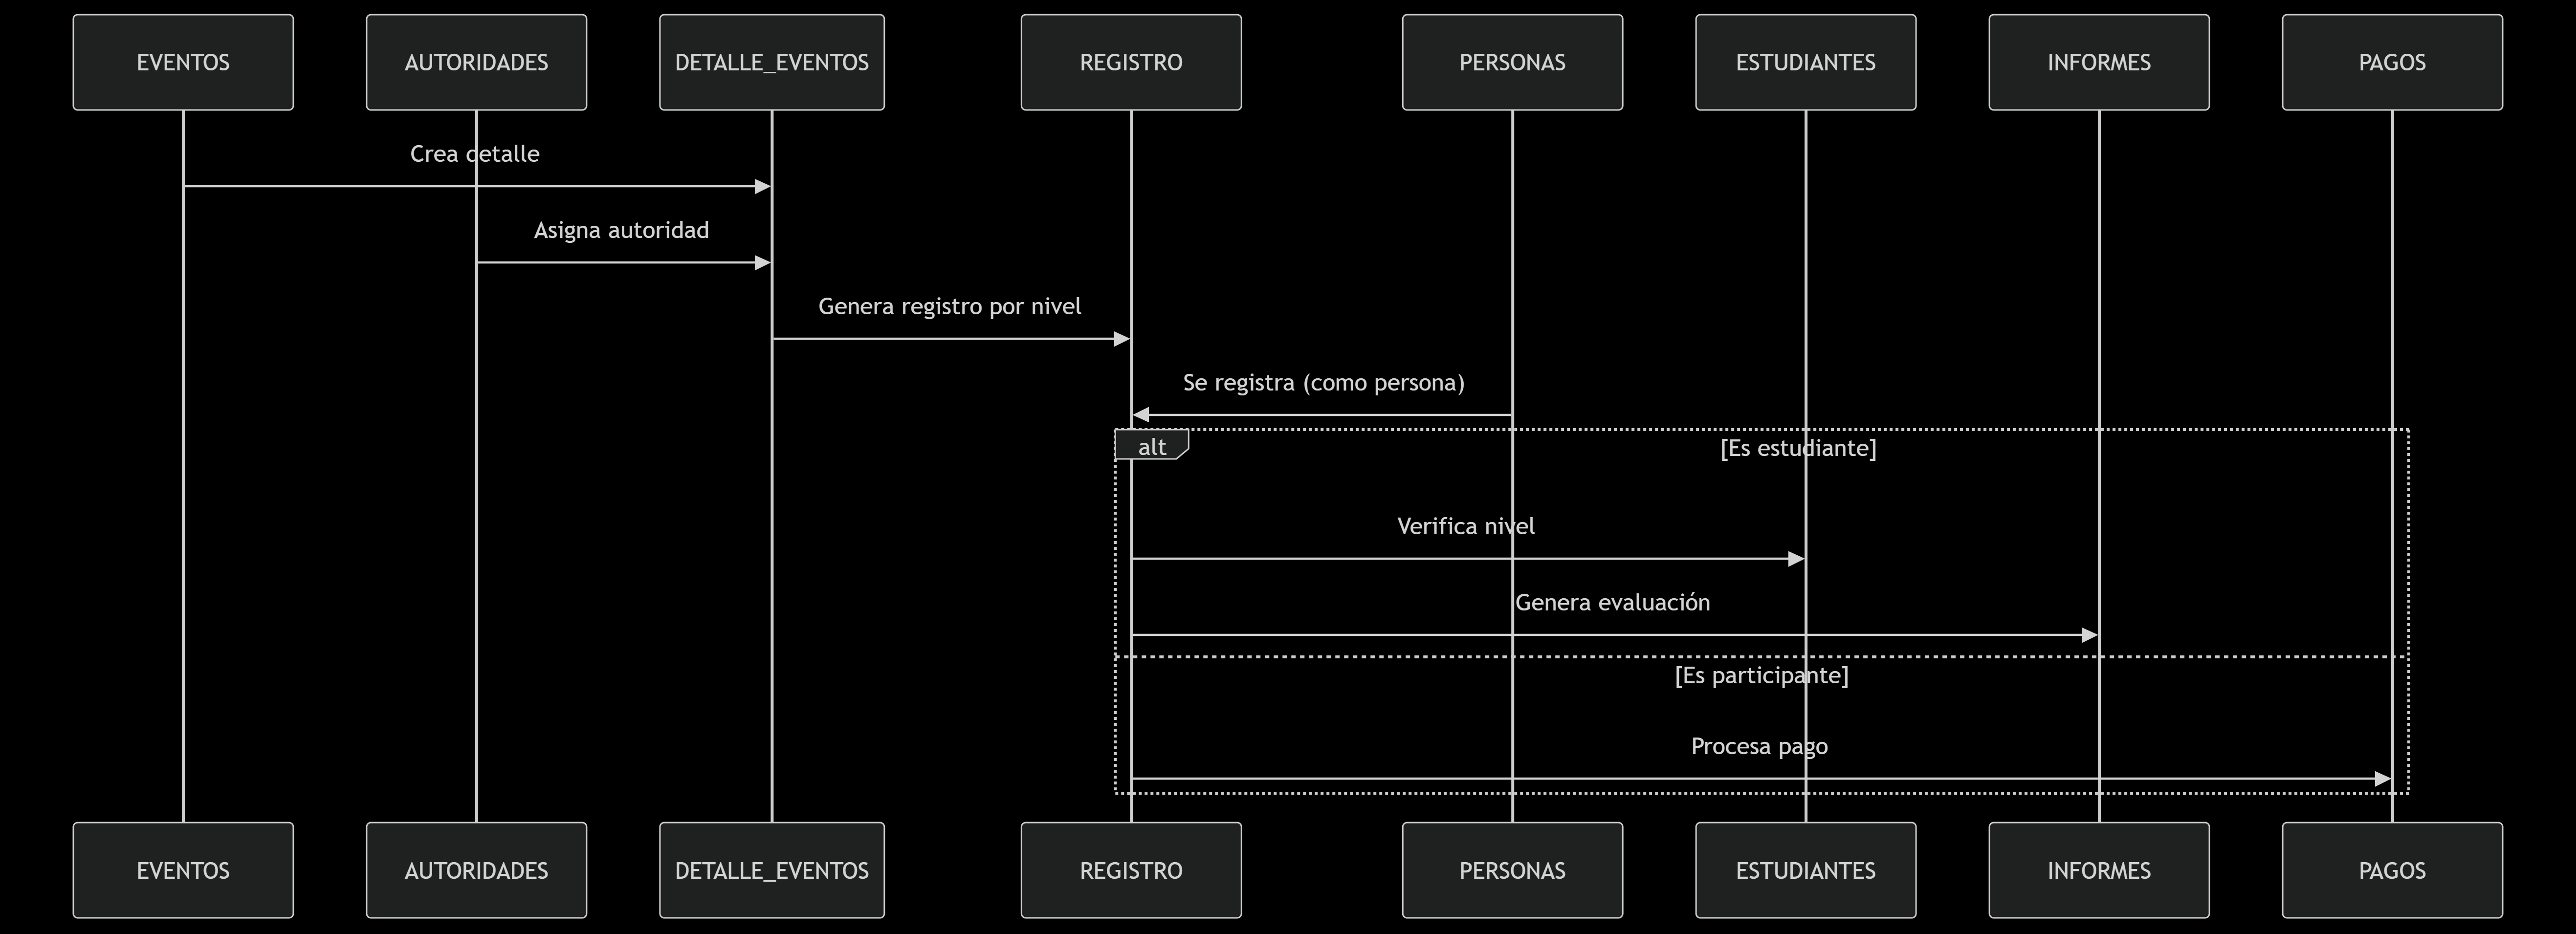 EVENTOS
AUTORIDADES
DETALLE_EVENTOS
REGISTRO
PERSONAS
ESTUDIANTES
INFORMES
PAGOS
Crea detalle
Asigna autoridad
Genera registro por nivel
Se registra (como persona)
alt
[Es estudiante]
Verifica nivel
Genera evaluación
[Es participante]
Procesa pago
EVENTOS
AUTORIDADES
DETALLE_EVENTOS
REGISTRO
PERSONAS
ESTUDIANTES
INFORMES
PAGOS